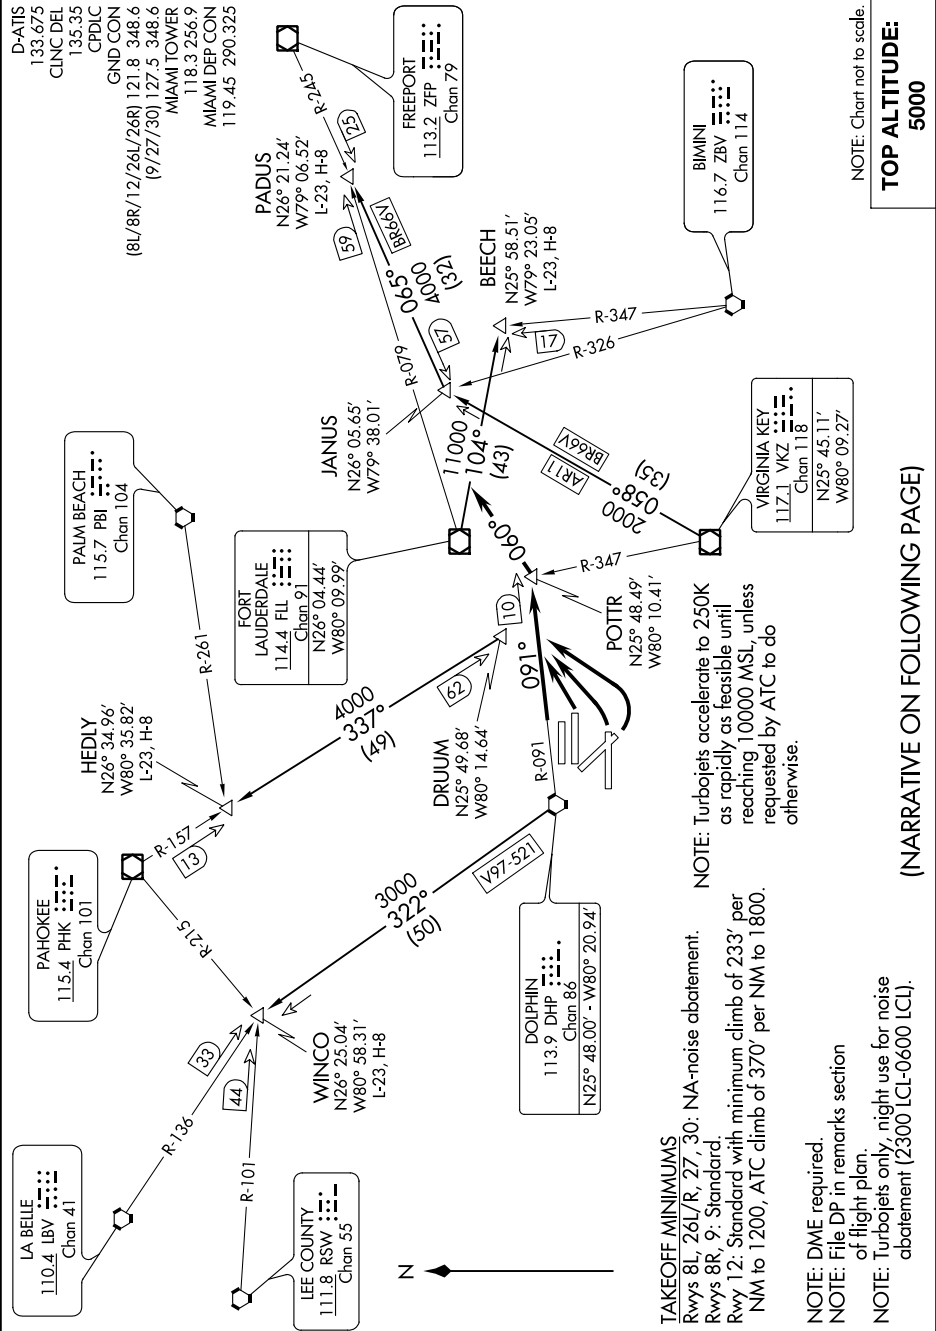 D-ATIS
133.675
CLNC DEL
135.35
CPDLC
GND CON
(8L/8R/12/26L/26R) 121.8 348.6
(9/27/30) 127.5 348.6
MIAMI TOWER
118.3 256.9
MIAMI DEP CON
119.45 290.325
NOTE: Chart not to scale.
TOP ALTITUDE:
5000
LA BELLE
110.4 LBV
Chan 41
R-136
33
LEE COUNTY
111.8 RSW
Chan 55
R-101
44
PAHOKEE
115.4 PHK
Chan 101
R-215
R-157
13
WINCO
N26° 25.04'
W80° 58.31'
L-23, H-8
HEDLY
N26° 34.96'
W80° 35.82'
L-23, H-8
PALM BEACH
115.7 PBI
Chan 104
R-261
FORT
LAUDERDALE
114.4 FLL
Chan 91
N26° 04.44'
W80° 09.99'
R-079
59
JANUS
N26° 05.65'
W79° 38.01'
PADUS
N26° 21.24'
W79° 06.52'
L-23, H-8
FREEPORT
113.2 ZFP
Chan 79
R-245
25
BR66V
065°
4000
(32)
57
BEECH
N25° 58.51'
W79° 23.05'
L-23, H-8
R-347
17
R-326
BIMINI
116.7 ZBV
Chan 114
11000
104°
(43)
BR66V
AR11
2000
058°
(35)
VIRGINIA KEY
117.1 VKZ
Chan 118
N25° 45.11'
W80° 09.27'
R-347
060°
POTTR
N25° 48.49'
W80° 10.41'
10
091°
R-091
DRUUM
N25° 49.68'
W80° 14.64'
62
4000
337°
(49)
3000
322°
(50)
V97-521
DOLPHIN
113.9 DHP
Chan 86
N25° 48.00' - W80° 20.94'
N
TAKEOFF MINIMUMS
Rwys 8L, 26L/R, 27, 30: NA-noise abatement.
Rwys 8R, 9: Standard.
Rwy 12: Standard with minimum climb of 233' per
NM to 1200, ATC climb of 370' per NM to 1800.
NOTE: DME required.
NOTE: File DP in remarks section
of flight plan.
NOTE: Turbojets only, night use for noise
abatement (2300 LCL-0600 LCL).
NOTE: Turbojets accelerate to 250K
as rapidly as feasible until
reaching 10000 MSL, unless
requested by ATC to do
otherwise.
(NARRATIVE ON FOLLOWING PAGE)